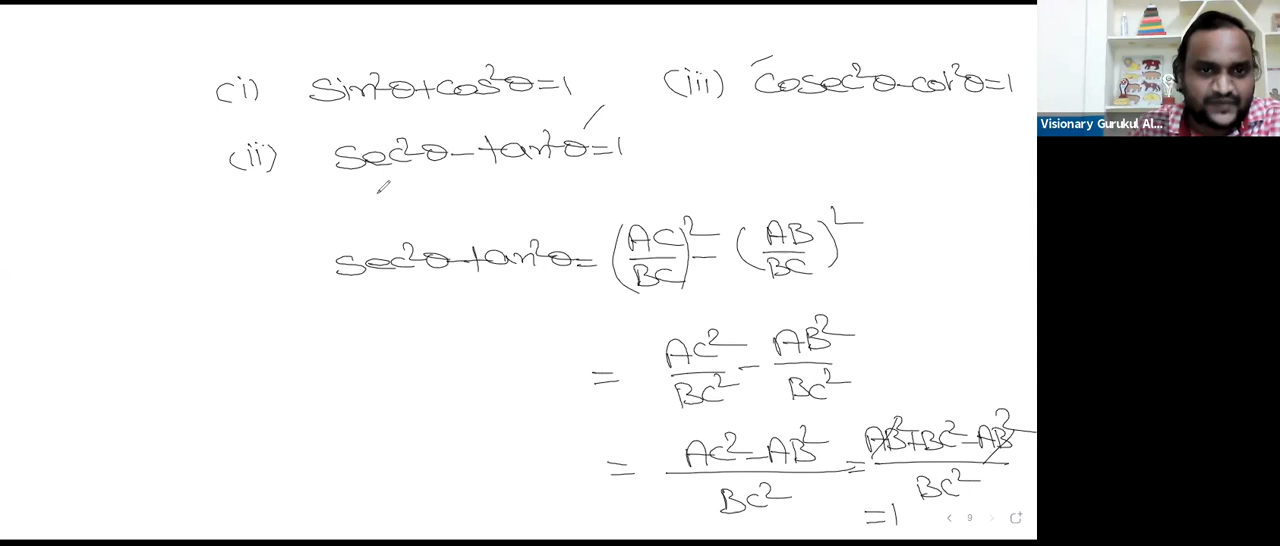 (i) sin²θ+cos²θ=1 (iii) cosec²θ-cot²θ=1
(ii) sec²θ-tan²θ=1
sec²θ-tan²θ= (AC/BC)² - (AB/BC)²
= AC²/BC² - AB²/BC²
= (AC²-AB²)/BC² = (AB²+BC²-AB²)/BC²
=1
Visionary Gurukul Al...
9